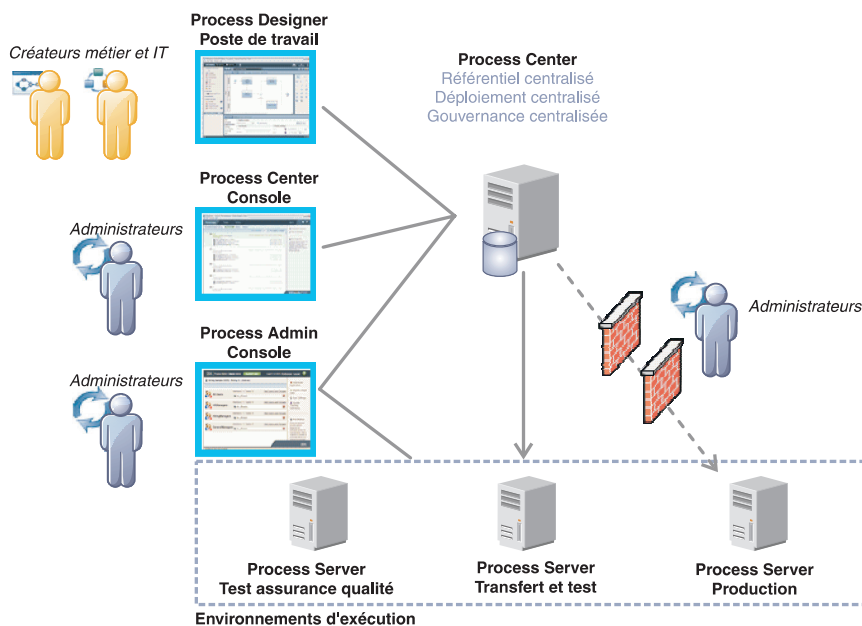 Process Designer
Poste de travail
Créateurs métier et IT
Process Center
Référentiel centralisé
Déploiement centralisé
Gouvernance centralisée
Process Center
Console
Administrateurs
Administrateurs
Process Admin
Console
Administrateurs
Process Server
Test assurance qualité
Process Server
Transfert et test
Process Server
Production
Environnements d'exécution